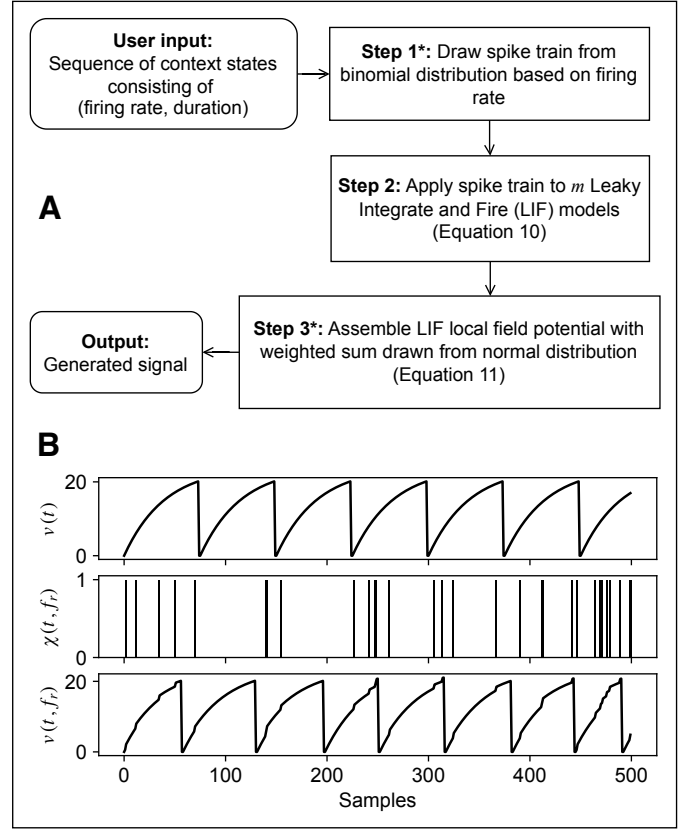 User input:
Sequence of context states
consisting of
(firing rate, duration)
Step 1*: Draw spike train from
binomial distribution based on firing
rate
A
Step 2: Apply spike train to m Leaky
Integrate and Fire (LIF) models
(Equation 10)
Output:
Generated signal
Step 3*: Assemble LIF local field potential with
weighted sum drawn from normal distribution
(Equation 11)
B
20
0
v(t)
1
0
χ(t, fr)
20
0
v(t, fr)
0 100 200 300 400 500
Samples